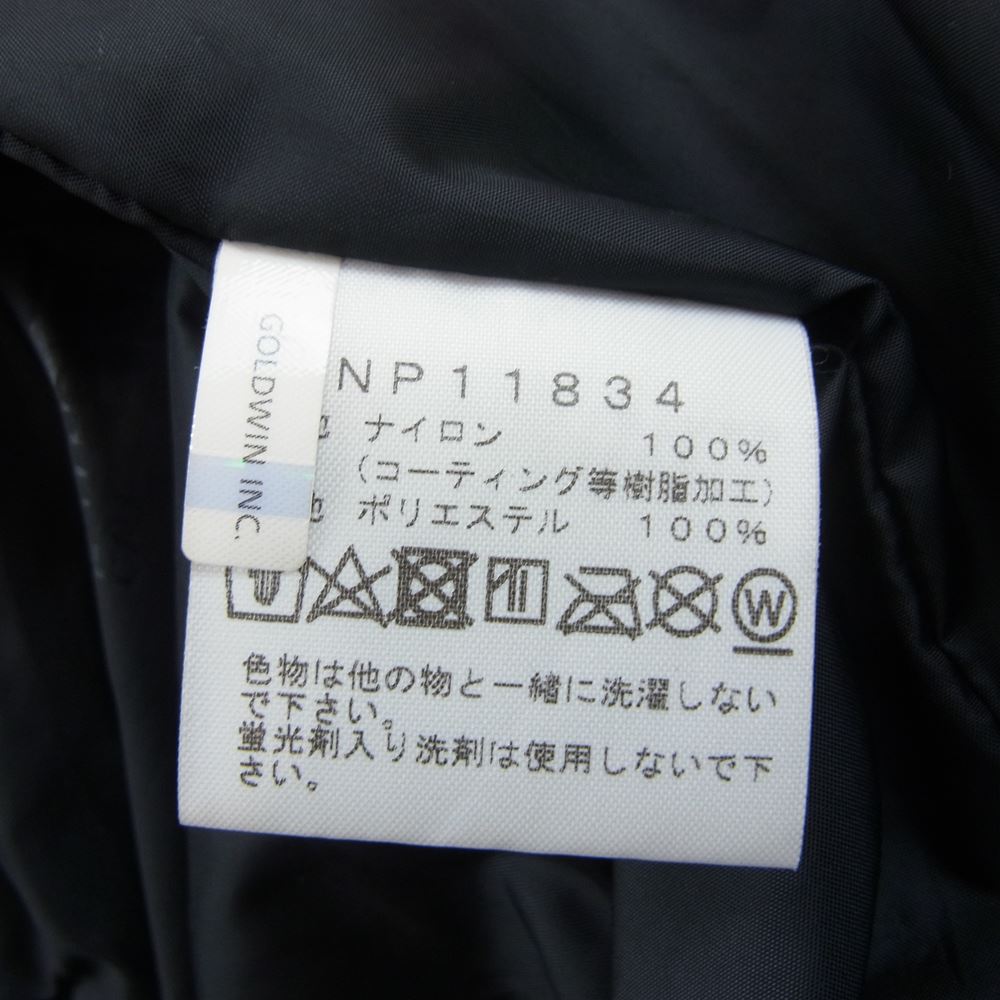 GOLDWIN INC.
NP11834
ナイロン 100%
(コーティング等樹脂加工)
ポリエステル 100%
W
色物は他の物と一緒に洗濯しない
で下さい。
蛍光剤入り洗剤は使用しないで下
さい。